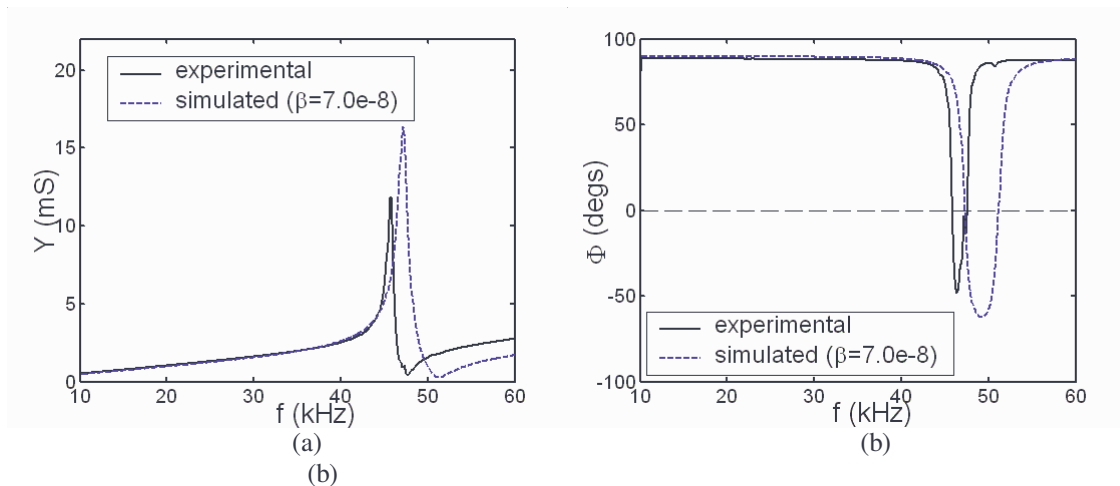 20
15
10
5
0
Y (mS)
experimental
simulated (β=7.0e-8)
10 20 30 40 50 60
f (kHz)
(a)
100
50
0
-50
-100
Φ (degs)
experimental
simulated (β=7.0e-8)
10 20 30 40 50 60
f (kHz)
(b)
(b)